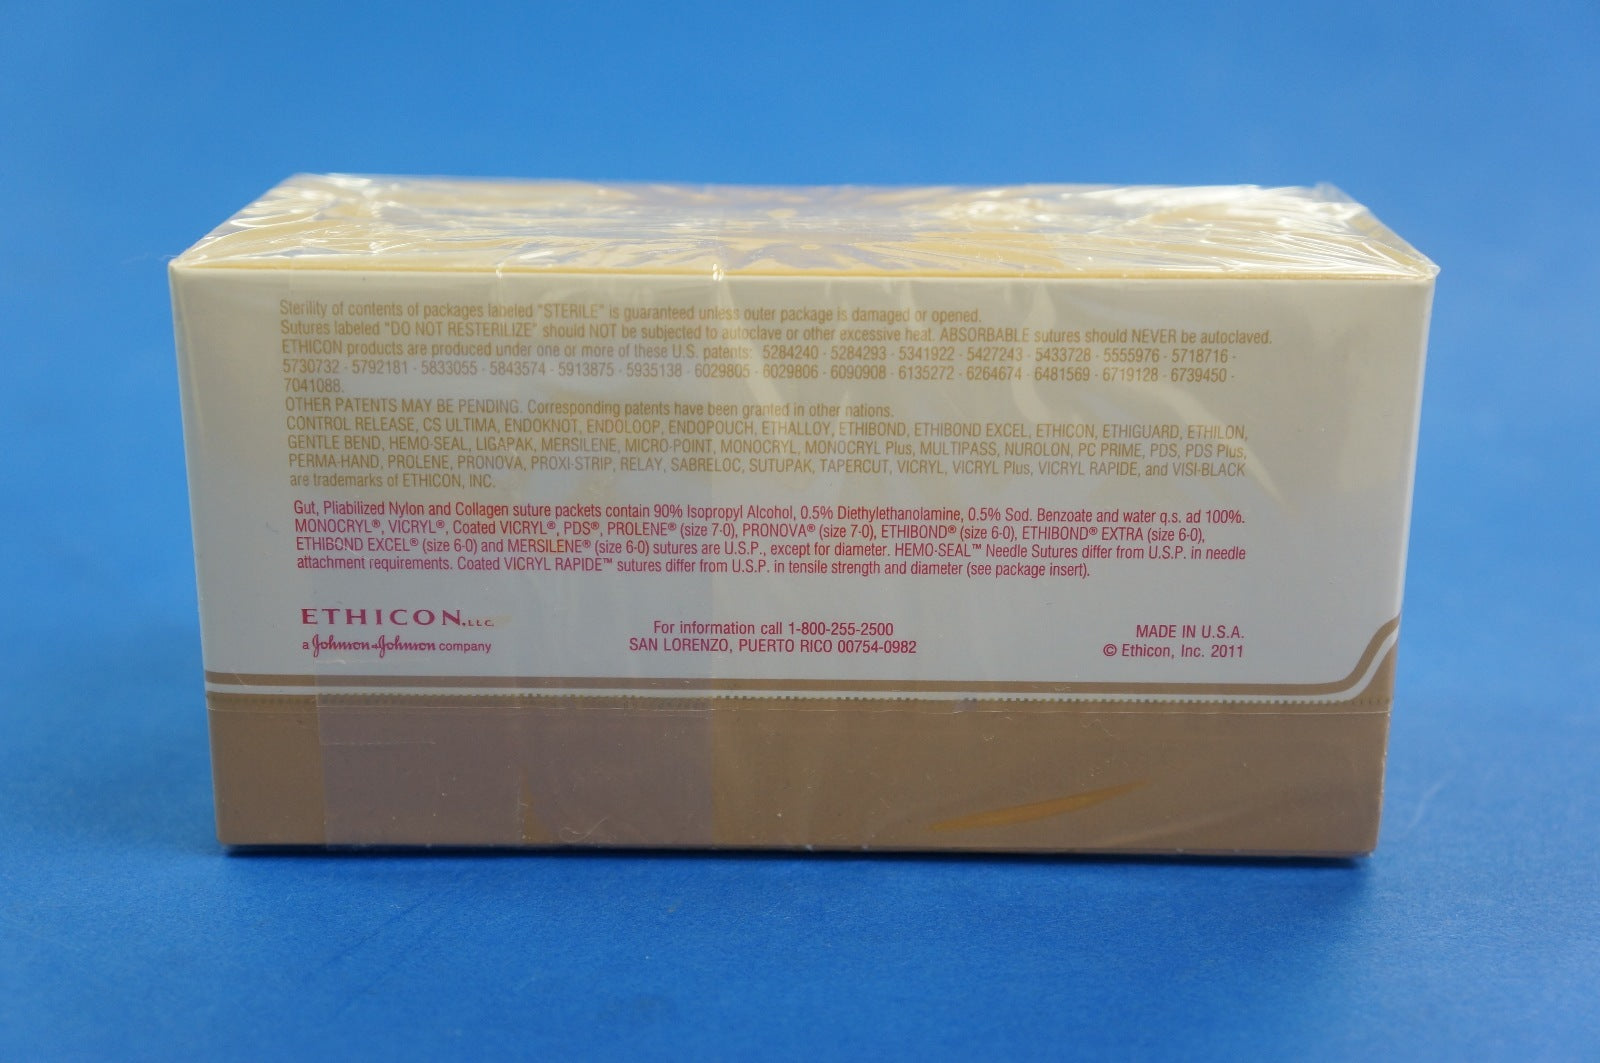 Sterility of contents of packages labeled "STERILE" is guaranteed unless outer package is damaged or opened.
Sutures labeled "DO NOT RESTERILIZE" should NOT be subjected to autoclave or other excessive heat. ABSORBABLE sutures should NEVER be autoclaved.
ETHICON products are produced under one or more of these U.S. patents: 5284240 · 5284293 · 5341922 · 5427243 · 5433728 · 5555976 · 5718716 ·
5730732 · 5792181 · 5833055 · 5843574 · 5913875 · 5935138 · 6029805 · 6029806 · 6090908 · 6135272 · 6264674 · 6481569 · 6719128 · 6739450 ·
7041088.
OTHER PATENTS MAY BE PENDING. Corresponding patents have been granted in other nations.
CONTROL RELEASE, CS ULTIMA, ENDOKNOT, ENDOLOOP, ENDOPOUCH, ETHALLOY, ETHIBOND, ETHIBOND EXCEL, ETHICON, ETHIGUARD, ETHILON,
GENTLE BEND, HEMO-SEAL, LIGAPAK, MERSILENE, MICRO-POINT, MONOCRYL, MONOCRYL Plus, MULTIPASS, NUROLON, PC PRIME, PDS, PDS Plus,
PERMA-HAND, PROLENE, PRONOVA, PROXI-STRIP, RELAY, SABRELOC, SUTUPAK, TAPERCUT, VICRYL, VICRYL Plus, VICRYL RAPIDE, and VISI-BLACK
are trademarks of ETHICON, INC.
Gut, Pliabilized Nylon and Collagen suture packets contain 90% Isopropyl Alcohol, 0.5% Diethylethanolamine, 0.5% Sod. Benzoate and water q.s. ad 100%.
MONOCRYL®, VICRYL®, Coated VICRYL®, PDS®, PROLENE® (size 7-0), PRONOVA® (size 7-0), ETHIBOND® (size 6-0), ETHIBOND® EXTRA (size 6-0),
ETHIBOND EXCEL® (size 6-0) and MERSILENE® (size 6-0) sutures are U.S.P., except for diameter. HEMO-SEAL™ Needle Sutures differ from U.S.P. in needle
attachment requirements. Coated VICRYL RAPIDE™ sutures differ from U.S.P. in tensile strength and diameter (see package insert).
ETHICON, LLC.
a Johnson & Johnson company
For information call 1-800-255-2500
SAN LORENZO, PUERTO RICO 00754-0982
MADE IN U.S.A.
© Ethicon, Inc. 2011